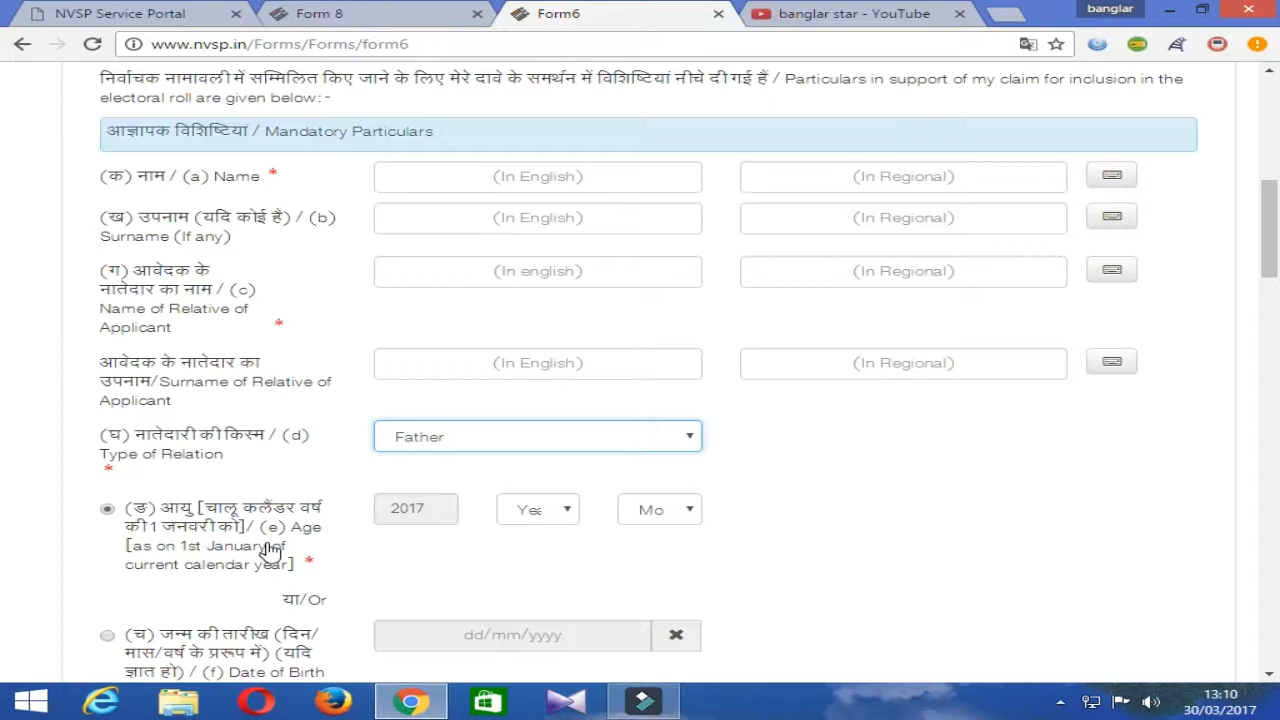 NVSP Service Portal
Form 8
Form6
banglar star - YouTube
banglar
www.nvsp.in/Forms/Forms/form6
निर्वाचक नामावली में सम्मिलित किए जाने के लिए मेरे दावे के समर्थन में विशिष्टियां नीचे दी गई हैं / Particulars in support of my claim for inclusion in the
electoral roll are given below:-
आज्ञापक विशिष्टियां / Mandatory Particulars
(क) नाम / (a) Name * (In English) (In Regional)
(ख) उपनाम (यदि कोई है) / (b) (In English) (In Regional)
Surname (If any)
(ग) आवेदक के (In english) (In Regional)
नातेदार का नाम / (c)
Name of Relative of
Applicant *
आवेदक के नातेदार का (In English) (In Regional)
उपनाम/Surname of Relative of
Applicant
(घ) नातेदारी की किस्म / (d) Father
Type of Relation
*
(ङ) आयु [चालू कलैंडर वर्ष 2017 Yea Mo
की 1 जनवरी को]/ (e) Age
[as on 1st January of
current calendar year] *
या/Or
(च) जन्म की तारीख (दिन/ dd/mm/yyyy
मास/वर्ष के प्ररूप में) (यदि
ज्ञात हो) / (f) Date of Birth
13:10
30/03/2017